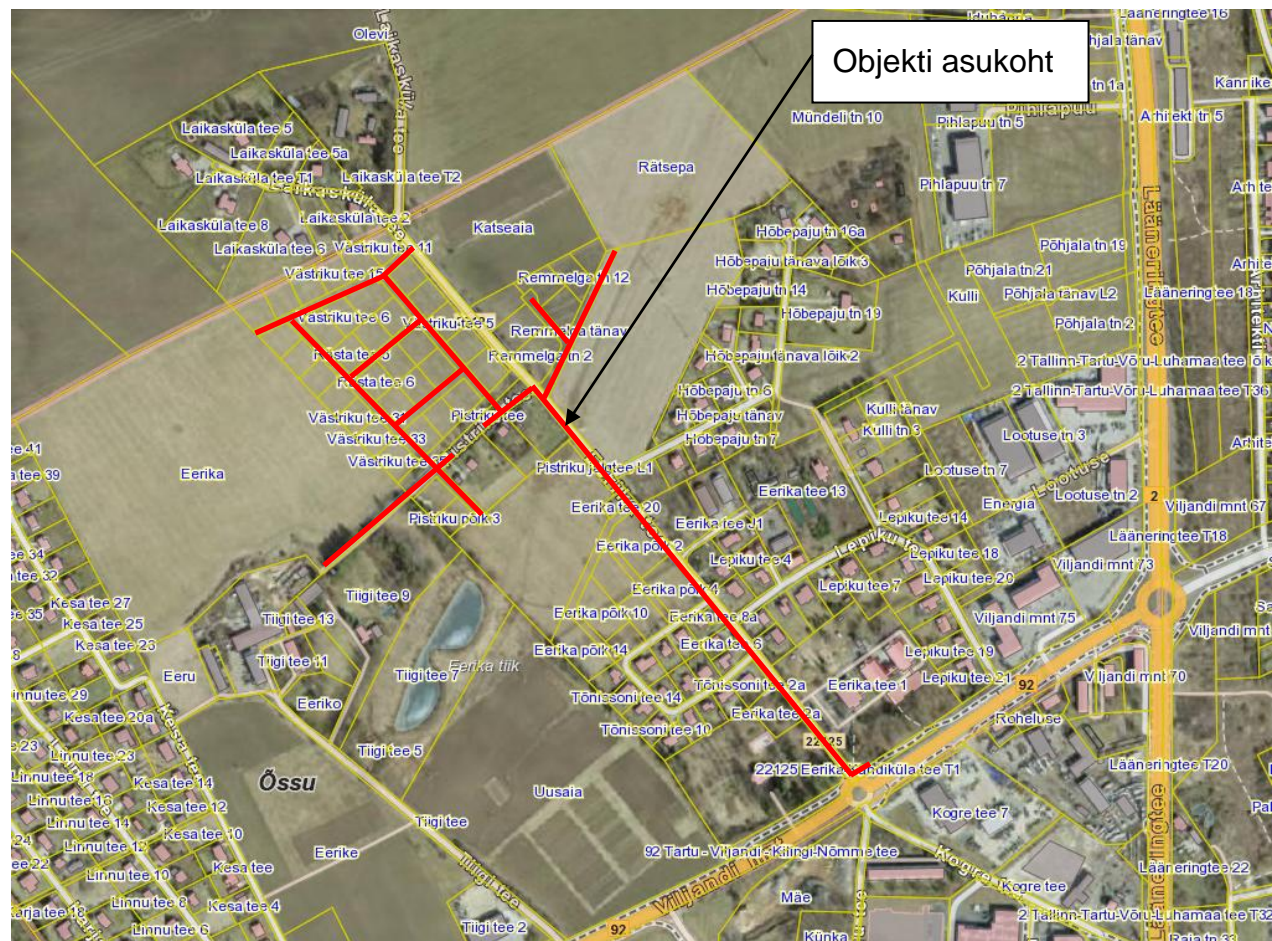 Objekti asukoht
Olevi
Lääneringtee 16
Kannike
Arhitekti tn 5
Pihlapuu
Pihlapuu tn 5
Mündeli tn 10
Laikasküla tee 5
Laikasküla tee 5a
Laikasküla tee T1
Laikasküla tee T2
Laikasküla tee
Rätsepa
Pihlapuu tn 7
Laikasküla tee 8
Laikasküla tee 2
Laikasküla tee 6
Västriku tee 11
Katseaia
Hõbepaju tn 16a
Põhjala tn 19
Västriku tee 15
Remmelga tn 12
Hõbepaju tänava lõik 3
Põhjala tn 21
Hõbepaju tn 14
Kulli
Põhjala tänav L2
Lääneringtee 18
Västriku tee 6
Västriku tee 5
Remmelga tänav
Hõbepaju tn 19
Põhjala tn 2
Remmelga tn 2
Hõbepaju tänava lõik 2
Rästa tee 6
Hõbepaju tn 6
2 Tallinn-Tartu-Võru-Luhamaa tee T36
Västriku tee 31
Pistriku tee
Hõbepaju tänav
Kulli tänav
Västriku tee 33
Hõbepaju tn 7
Kulli tn 3
Lootuse tn 3
Pistriku jalgtee L1
Lootuse tn 7
Lootuse
Eerika
Eerika tee 13
Lootuse tn 2
2
Viljandi mnt 67
Eerika tee 20
Energia
Pistriku põik 3
Eerika tee J1
Lepiku tee 14
Lääneringtee T18
Eerika põik 2
Lepiku tee 4
Lepiku tee 18
Viljandi mnt 73
Lepiku tee 7
Lepiku tee 20
Kesa tee 27
Tiigi tee 9
Eerika põik 4
Kesa tee 25
Tiigi tee 13
Eerika põik 10
Eerika tee 8a
Viljandi mnt 75
Kesa tee 23
Eerika põik 14
Eerika tee 6
Lepiku tee 19
Tiigi tee 11
Eerika tiik
Eeru
Tiigi tee 7
Tõnissoni tee 2a
Eerika tee 1
Lepiku tee 21
92
Viljandi mnt 70
Tõnissoni tee 14
Eeriko
Eerika tee 2a
Roheluse
Kesa tee 20a
Tõnissoni tee 10
22125
Tiigi tee 5
Linnu tee 23
Linnu tee 18
Kesa tee 14
Õssu
Lääneringtee T20
Linnu tee 16
Kesa tee 12
Uusaia
Linnu tee 14
Kesa tee 10
Tiigi tee
Kogre tee 7
Linnu tee 12
Eerike
92 Tartu - Viljandi - Kilingi-Nõmme tee
Linnu tee 10
Kesa tee
Tiigi tee
Lääneringtee 22
Linnu tee 8
Kesa tee 4
Kogre tee
Mäe
Linnu tee 6
Tiigi tee 2
92
Künka
2 Tallinn-Tartu-Võru-Luhamaa tee T32
Raja tn 33
Lääneringtee